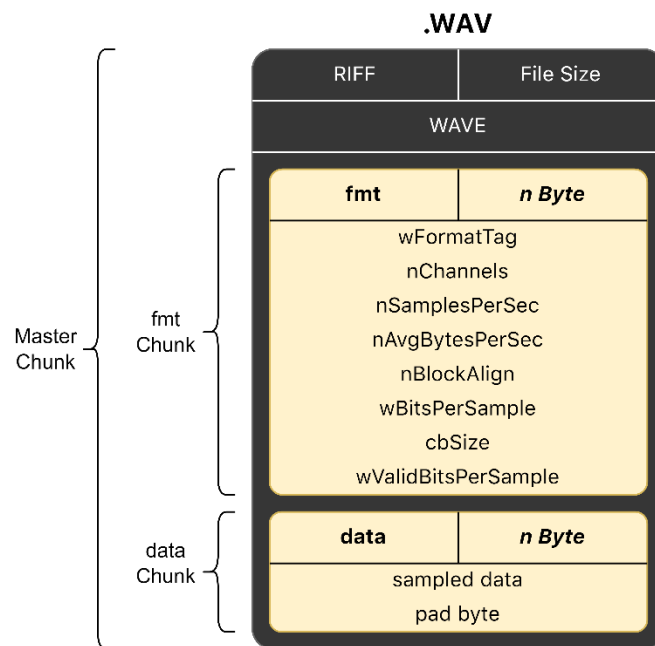 .WAV
RIFF File Size
WAVE
Master
Chunk
fmt
Chunk
fmt n Byte
wFormatTag
nChannels
nSamplesPerSec
nAvgBytesPerSec
nBlockAlign
wBitsPerSample
cbSize
wValidBitsPerSample
data
Chunk
data n Byte
sampled data
pad byte